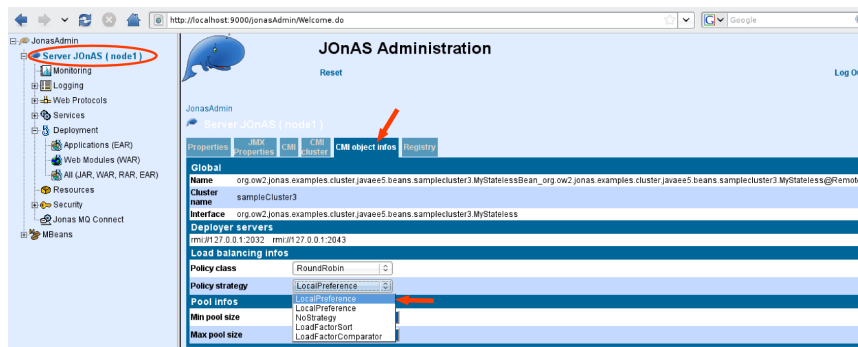 http://localhost:9000/jonasAdmin/Welcome.do
Google
JonasAdmin
Server JOnAS ( node1 )
Monitoring
Logging
Web Protocols
Services
Deployment
Applications (EAR)
Web Modules (WAR)
All (JAR, WAR, RAR, EAR)
Resources
Security
Jonas MQ Connect
MBeans
JOnAS Administration
Reset
Log O
JonasAdmin
Server JOnAS ( node1 )
Properties JMX Properties CMI CMI cluster CMI object infos Registry
Global
Name org.ow2.jonas.examples.cluster.javaee5.beans.samplecluster3.MyStatelessBean_org.ow2.jonas.examples.cluster.javaee5.beans.samplecluster3.MyStateless@Remot
Cluster name sampleCluster3
Interface org.ow2.jonas.examples.cluster.javaee5.beans.samplecluster3.MyStateless
Deployer servers
rmi://127.0.0.1:2032 rmi://127.0.0.1:2043
Load balancing infos
Policy class RoundRobin
Policy strategy LocalPreference
LocalPreference
LocalPreference
NoStrategy
LoadFactorSort
LoadFactorComparator
Pool infos
Min pool size
Max pool size